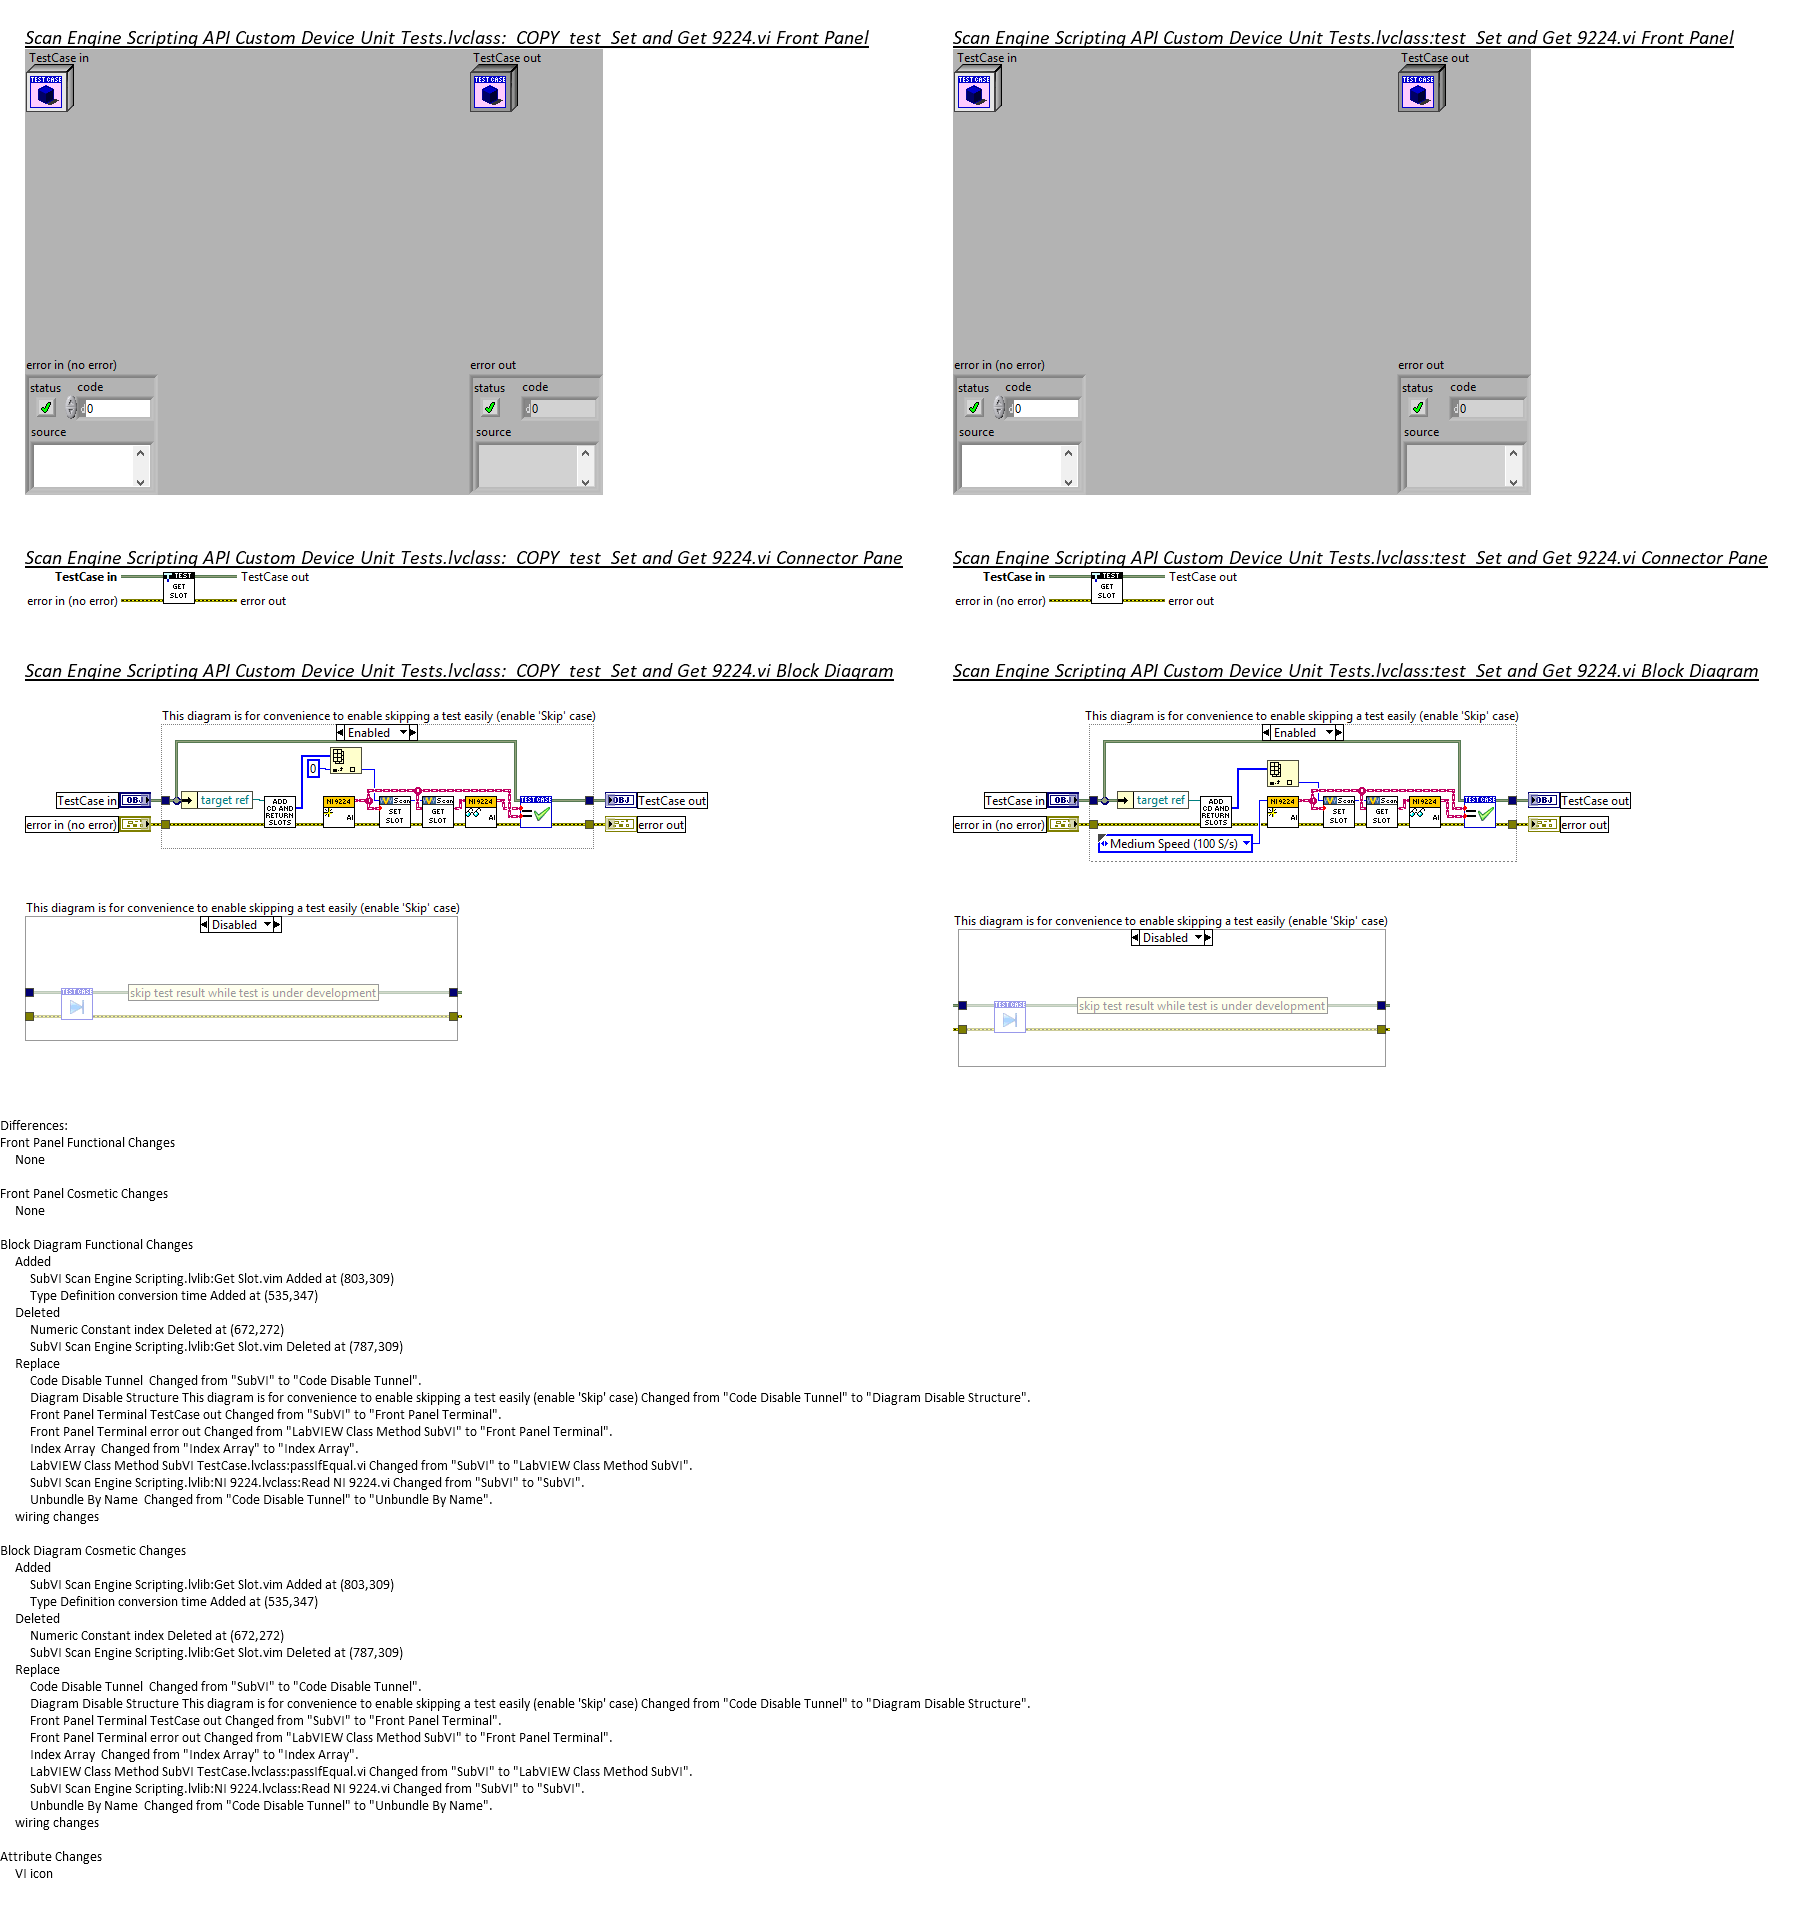 Scan Engine Scripting API Custom Device Unit Tests.lvclass:_COPY_test_Set and Get 9224.vi Front Panel
TestCase in
TestCase out
TEST CASE
TEST CASE
error in (no error)
error out
status code
status code
d 0
d 0
source
source
Scan Engine Scripting API Custom Device Unit Tests.lvclass:test_Set and Get 9224.vi Front Panel
TestCase in
TestCase out
TEST CASE
TEST CASE
error in (no error)
error out
status code
status code
d 0
d 0
source
source
Scan Engine Scripting API Custom Device Unit Tests.lvclass:_COPY_test_Set and Get 9224.vi Connector Pane
TestCase in
TEST
GET
SLOT
TestCase out
error in (no error)
error out
Scan Engine Scripting API Custom Device Unit Tests.lvclass:test_Set and Get 9224.vi Connector Pane
TestCase in
TEST
GET
SLOT
TestCase out
error in (no error)
error out
Scan Engine Scripting API Custom Device Unit Tests.lvclass:_COPY_test_Set and Get 9224.vi Block Diagram
This diagram is for convenience to enable skipping a test easily (enable 'Skip' case)
Enabled
0
TestCase in
OBJ
target ref
ADD
CD AND
RETURN
SLOTS
NI 9224
AI
Scan
SET
SLOT
Scan
GET
SLOT
NI 9224
AI
TEST CASE
OBJ
TestCase out
error in (no error)
error out
This diagram is for convenience to enable skipping a test easily (enable 'Skip' case)
Disabled
TEST CASE
skip test result while test is under development
Scan Engine Scripting API Custom Device Unit Tests.lvclass:test_Set and Get 9224.vi Block Diagram
This diagram is for convenience to enable skipping a test easily (enable 'Skip' case)
Enabled
TestCase in
OBJ
target ref
ADD
CD AND
RETURN
SLOTS
NI 9224
AI
Scan
SET
SLOT
Scan
GET
SLOT
NI 9224
AI
TEST CASE
OBJ
TestCase out
error in (no error)
error out
Medium Speed (100 S/s)
This diagram is for convenience to enable skipping a test easily (enable 'Skip' case)
Disabled
TEST CASE
skip test result while test is under development
Differences:
Front Panel Functional Changes
None
Front Panel Cosmetic Changes
None
Block Diagram Functional Changes
Added
SubVI Scan Engine Scripting.lvlib:Get Slot.vim Added at (803,309)
Type Definition conversion time Added at (535,347)
Deleted
Numeric Constant index Deleted at (672,272)
SubVI Scan Engine Scripting.lvlib:Get Slot.vim Deleted at (787,309)
Replace
Code Disable Tunnel  Changed from "SubVI" to "Code Disable Tunnel".
Diagram Disable Structure This diagram is for convenience to enable skipping a test easily (enable 'Skip' case) Changed from "Code Disable Tunnel" to "Diagram Disable Structure".
Front Panel Terminal TestCase out Changed from "SubVI" to "Front Panel Terminal".
Front Panel Terminal error out Changed from "LabVIEW Class Method SubVI" to "Front Panel Terminal".
Index Array  Changed from "Index Array" to "Index Array".
LabVIEW Class Method SubVI TestCase.lvclass:passIfEqual.vi Changed from "SubVI" to "LabVIEW Class Method SubVI".
SubVI Scan Engine Scripting.lvlib:NI 9224.lvclass:Read NI 9224.vi Changed from "SubVI" to "SubVI".
Unbundle By Name  Changed from "Code Disable Tunnel" to "Unbundle By Name".
wiring changes
Block Diagram Cosmetic Changes
Added
SubVI Scan Engine Scripting.lvlib:Get Slot.vim Added at (803,309)
Type Definition conversion time Added at (535,347)
Deleted
Numeric Constant index Deleted at (672,272)
SubVI Scan Engine Scripting.lvlib:Get Slot.vim Deleted at (787,309)
Replace
Code Disable Tunnel  Changed from "SubVI" to "Code Disable Tunnel".
Diagram Disable Structure This diagram is for convenience to enable skipping a test easily (enable 'Skip' case) Changed from "Code Disable Tunnel" to "Diagram Disable Structure".
Front Panel Terminal TestCase out Changed from "SubVI" to "Front Panel Terminal".
Front Panel Terminal error out Changed from "LabVIEW Class Method SubVI" to "Front Panel Terminal".
Index Array  Changed from "Index Array" to "Index Array".
LabVIEW Class Method SubVI TestCase.lvclass:passIfEqual.vi Changed from "SubVI" to "LabVIEW Class Method SubVI".
SubVI Scan Engine Scripting.lvlib:NI 9224.lvclass:Read NI 9224.vi Changed from "SubVI" to "SubVI".
Unbundle By Name  Changed from "Code Disable Tunnel" to "Unbundle By Name".
wiring changes
Attribute Changes
VI icon